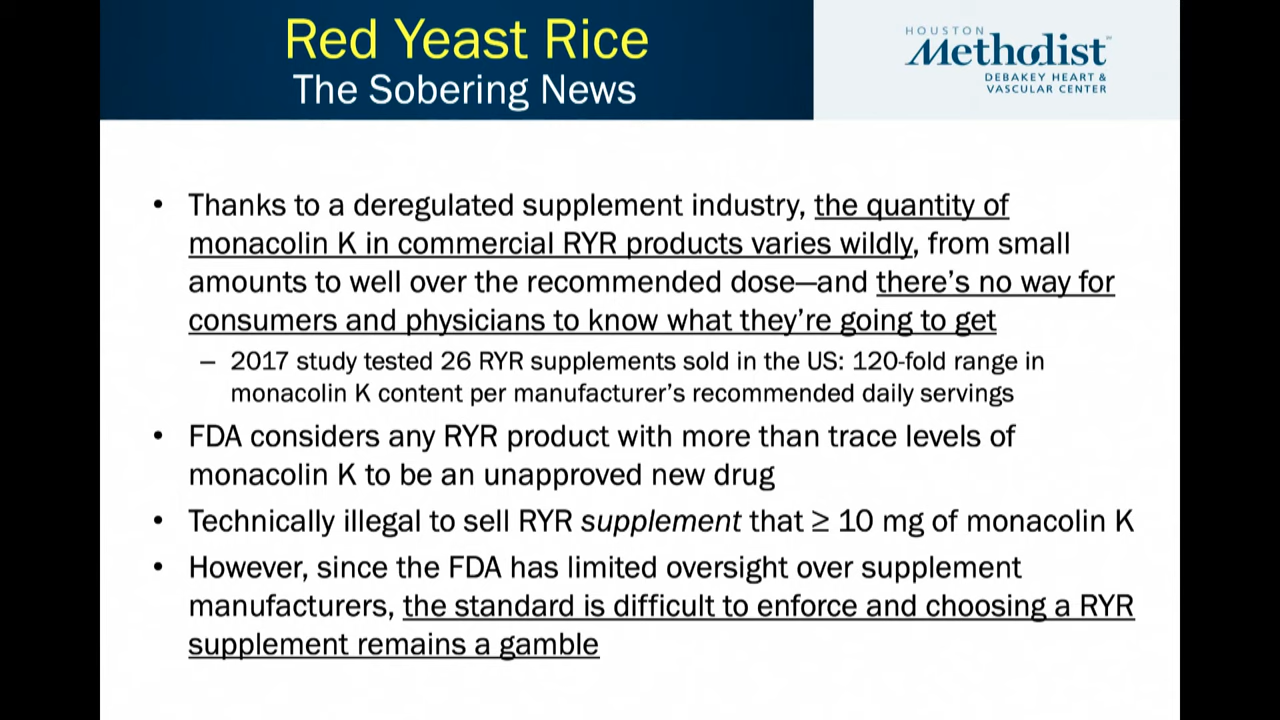 Red Yeast Rice
The Sobering News
HOUSTON
Methodist
DEBAKEY HEART &
VASCULAR CENTER
• Thanks to a deregulated supplement industry, the quantity of
monacolin K in commercial RYR products varies wildly, from small
amounts to well over the recommended dose—and there's no way for
consumers and physicians to know what they're going to get
– 2017 study tested 26 RYR supplements sold in the US: 120-fold range in
monacolin K content per manufacturer's recommended daily servings
• FDA considers any RYR product with more than trace levels of
monacolin K to be an unapproved new drug
• Technically illegal to sell RYR supplement that ≥ 10 mg of monacolin K
• However, since the FDA has limited oversight over supplement
manufacturers, the standard is difficult to enforce and choosing a RYR
supplement remains a gamble